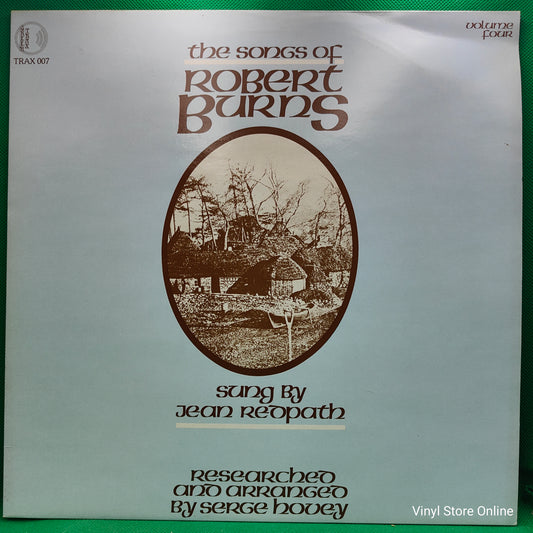 TRAX 007
volume
four
the songs of
ROBERT
BURNS
sung by
Jean Redpath
Researched
and arranged
by Serge Hovey
Vinyl Store Online